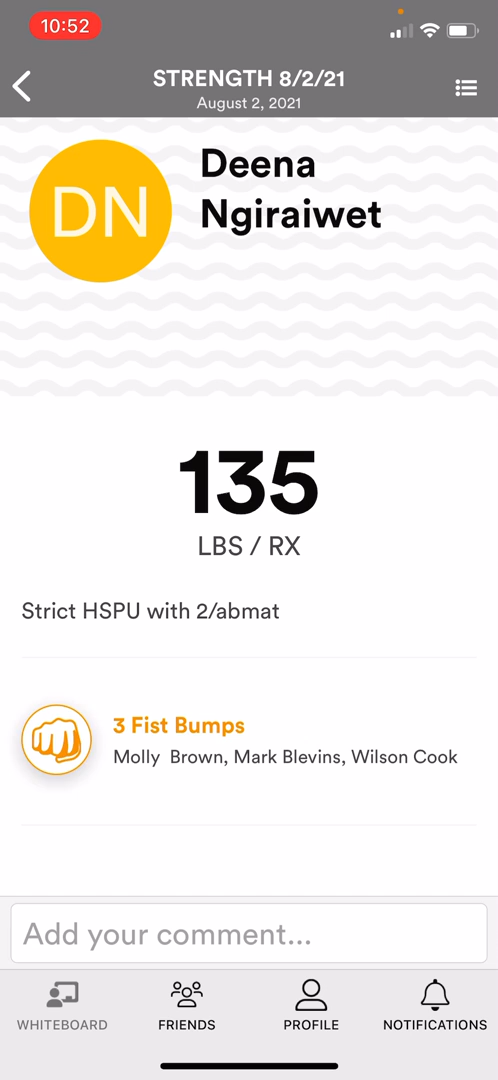 10:52
STRENGTH 8/2/21
August 2, 2021
DN
Deena
Ngiraiwet
135
LBS / RX
Strict HSPU with 2/abmat
3 Fist Bumps
Molly  Brown, Mark Blevins, Wilson Cook
Add your comment...
WHITEBOARD
FRIENDS
PROFILE
NOTIFICATIONS